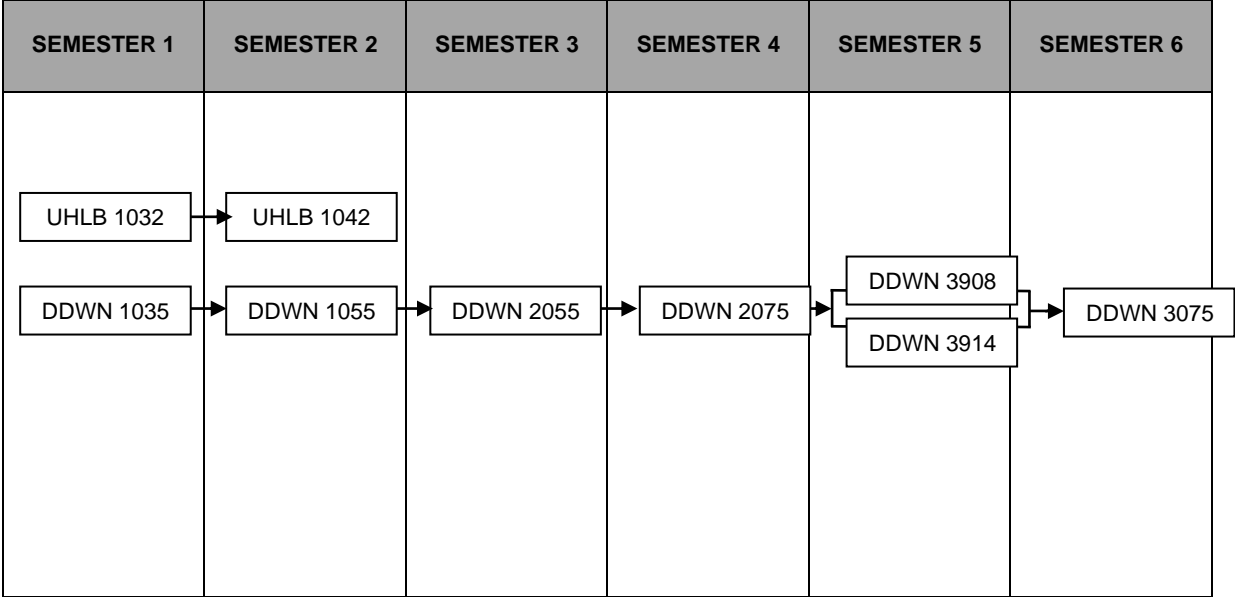 SEMESTER 1 SEMESTER 2 SEMESTER 3 SEMESTER 4 SEMESTER 5 SEMESTER 6
UHLB 1032 UHLB 1042
DDWN 3908
DDWN 1035 DDWN 1055 DDWN 2055 DDWN 2075 DDWN 3075
DDWN 3914